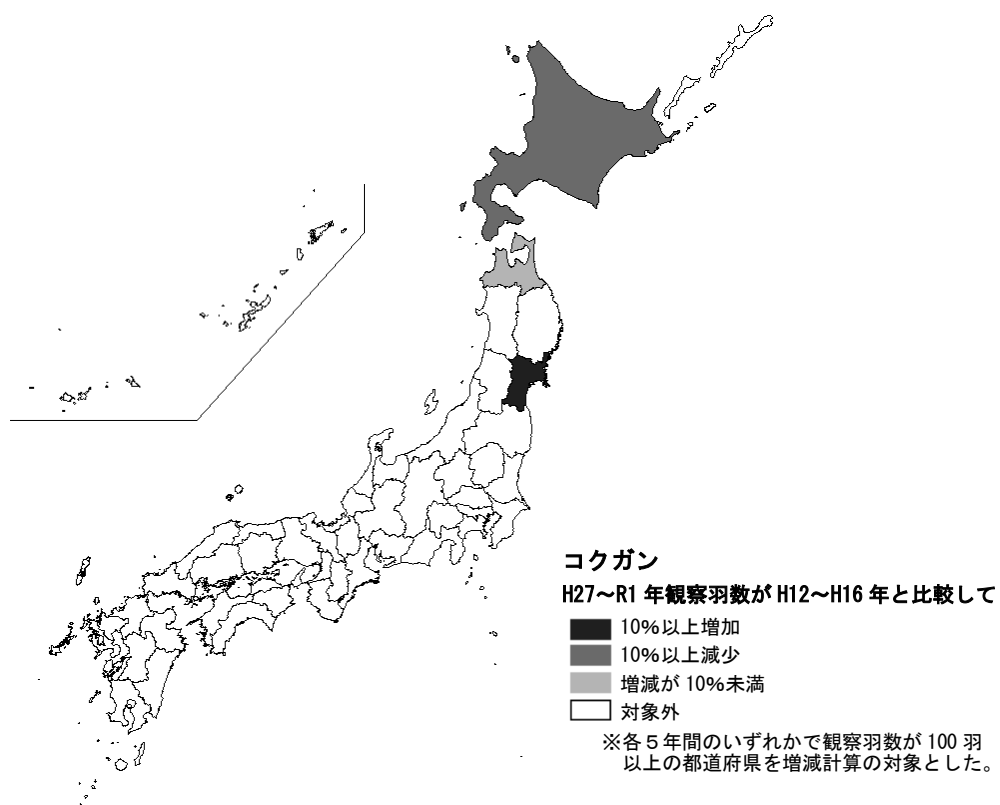 コクガン
H27～R1 年観察羽数が H12～H16 年と比較して
10%以上増加
10%以上減少
増減が 10%未満
対象外
※各５年間のいずれかで観察羽数が 100 羽
以上の都道府県を増減計算の対象とした。